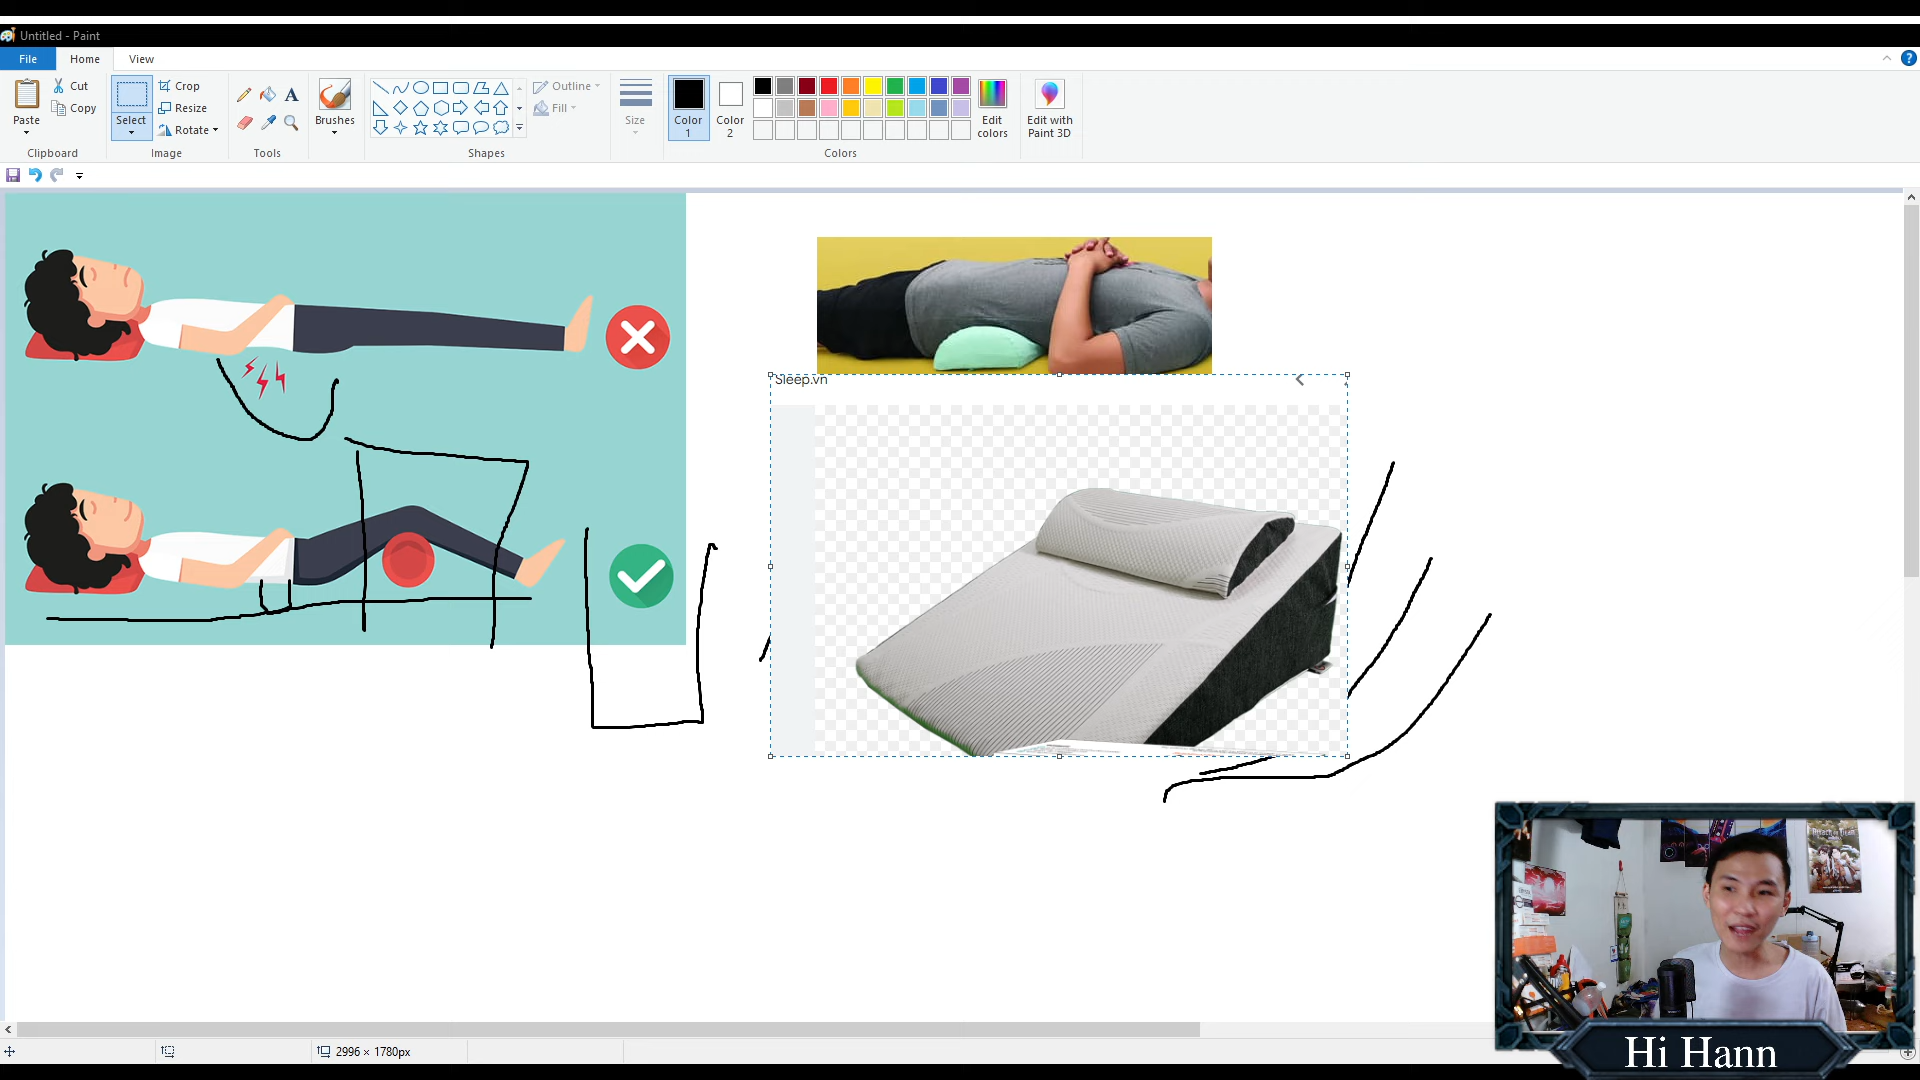 Untitled - Paint
File
Home
View
Paste
Cut
Copy
Clipboard
Select
Crop
Resize
Rotate
Image
Tools
Brushes
Shapes
Outline
Fill
Size
Color 1
Color 2
Colors
Edit colors
Edit with Paint 3D
Sleep.vn
2996 × 1780px
Hi Hann